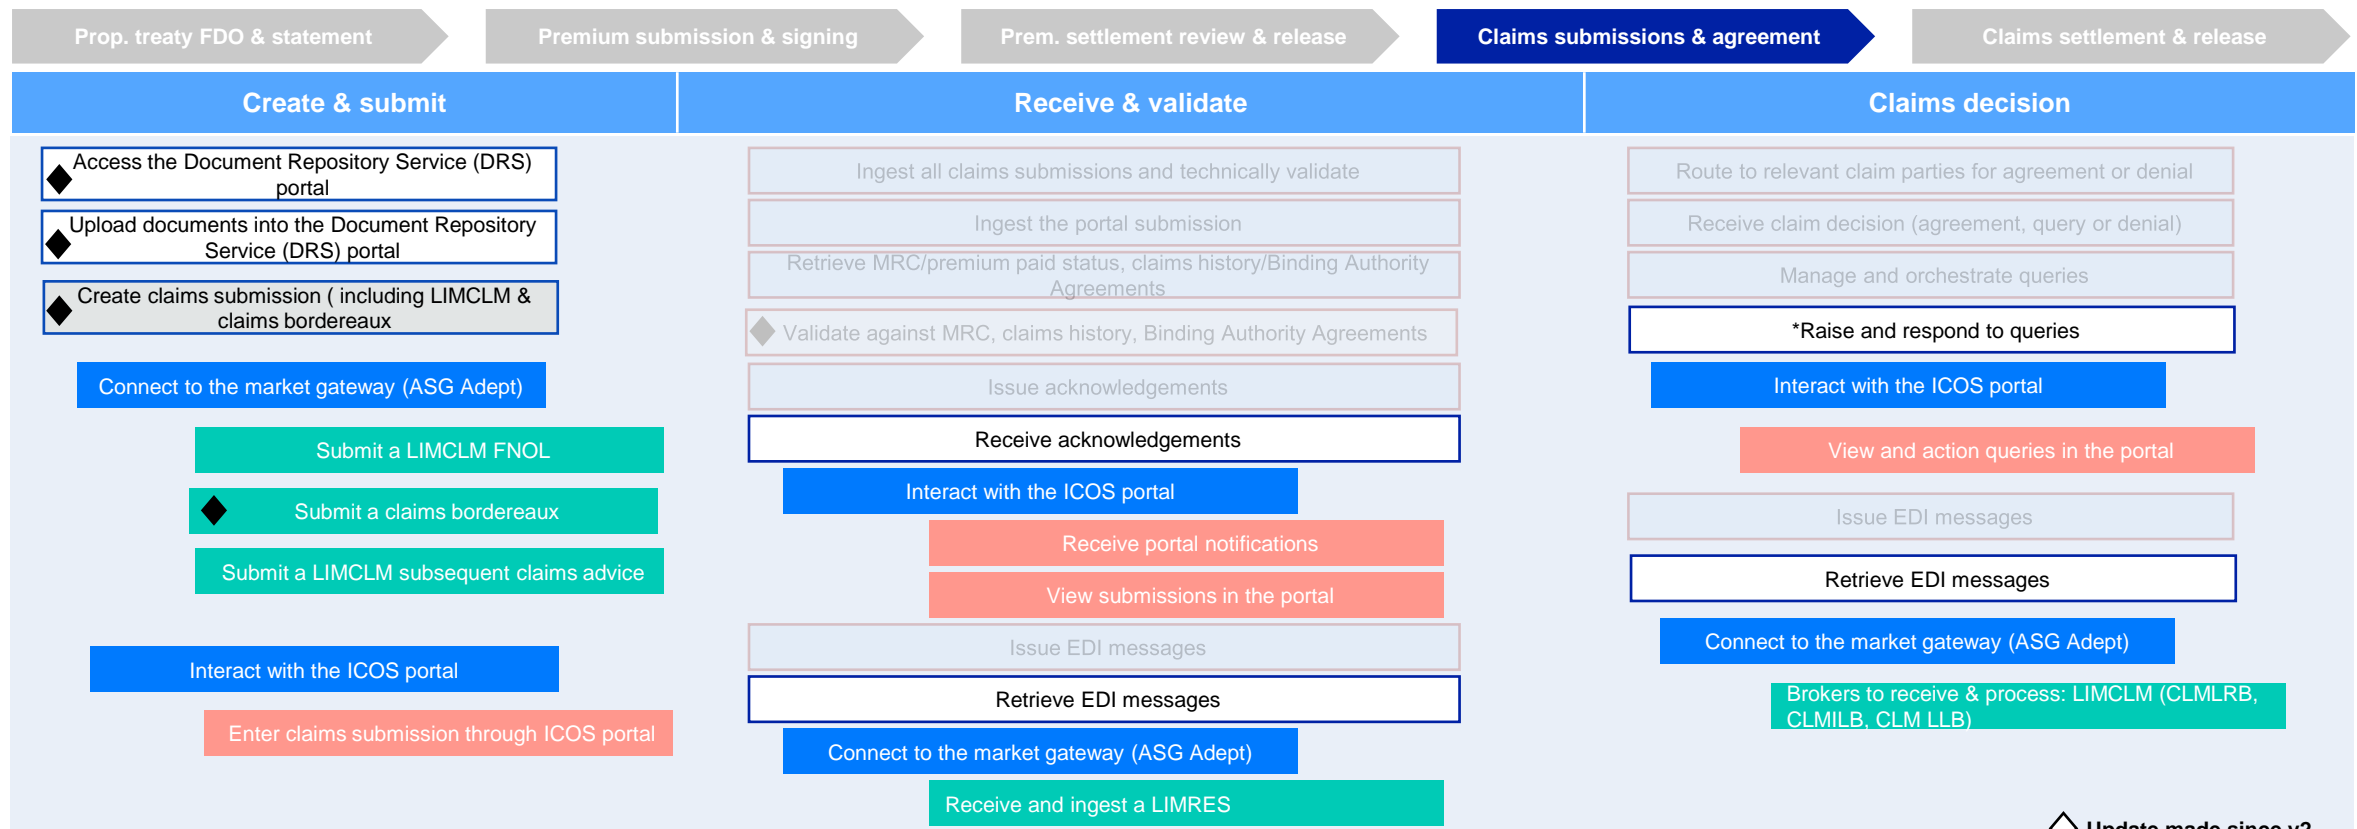 Prop. treaty FDO & statement
Premium submission & signing
Prem. settlement review & release
Claims submissions & agreement
Claims settlement & release
Create & submit
Receive & validate
Claims decision
Access the Document Repository Service (DRS)
portal
Upload documents into the Document Repository
Service (DRS) portal
Create claims submission ( including LIMCLM &
claims bordereaux
Connect to the market gateway (ASG Adept)
Submit a LIMCLM FNOL
Submit a claims bordereaux
Submit a LIMCLM subsequent claims advice
Interact with the ICOS portal
Enter claims submission through ICOS portal
Ingest all claims submissions and technically validate
Ingest the portal submission
Retrieve MRC/premium paid status, claims history/Binding Authority
Agreements
Validate against MRC, claims history, Binding Authority Agreements
Issue acknowledgements
Receive acknowledgements
Interact with the ICOS portal
Receive portal notifications
View submissions in the portal
Issue EDI messages
Retrieve EDI messages
Connect to the market gateway (ASG Adept)
Receive and ingest a LIMRES
Route to relevant claim parties for agreement or denial
Receive claim decision (agreement, query or denial)
Manage and orchestrate queries
*Raise and respond to queries
Interact with the ICOS portal
View and action queries in the portal
Issue EDI messages
Retrieve EDI messages
Connect to the market gateway (ASG Adept)
Brokers to receive & process: LIMCLM (CLMLRB,
CLMILB, CLM LLB)
Update made since v2